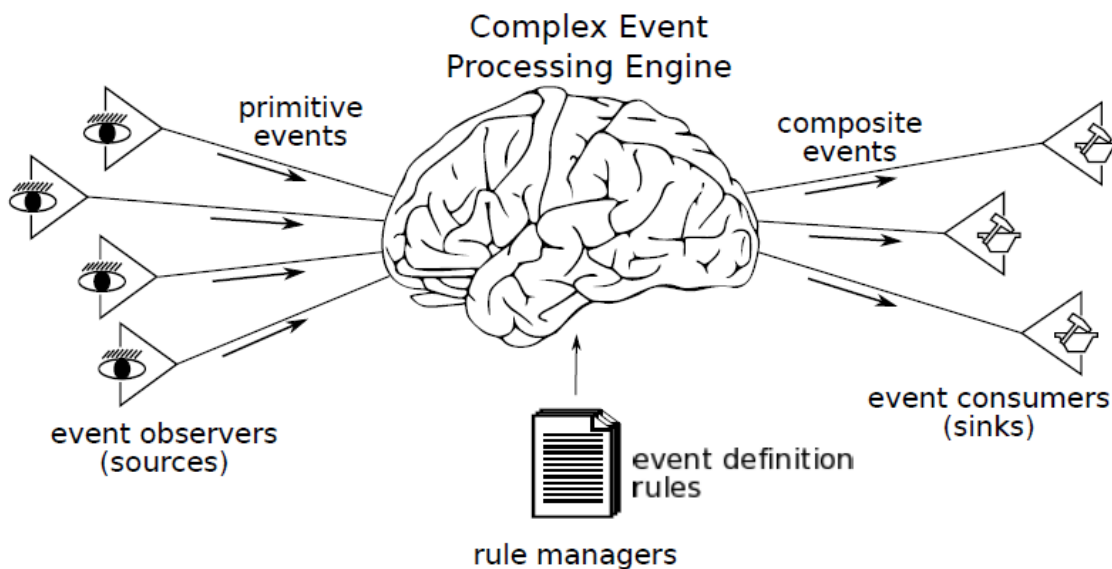 Complex Event
Processing Engine
primitive
events
composite
events
event observers
(sources)
event consumers
(sinks)
event definition
rules
rule managers